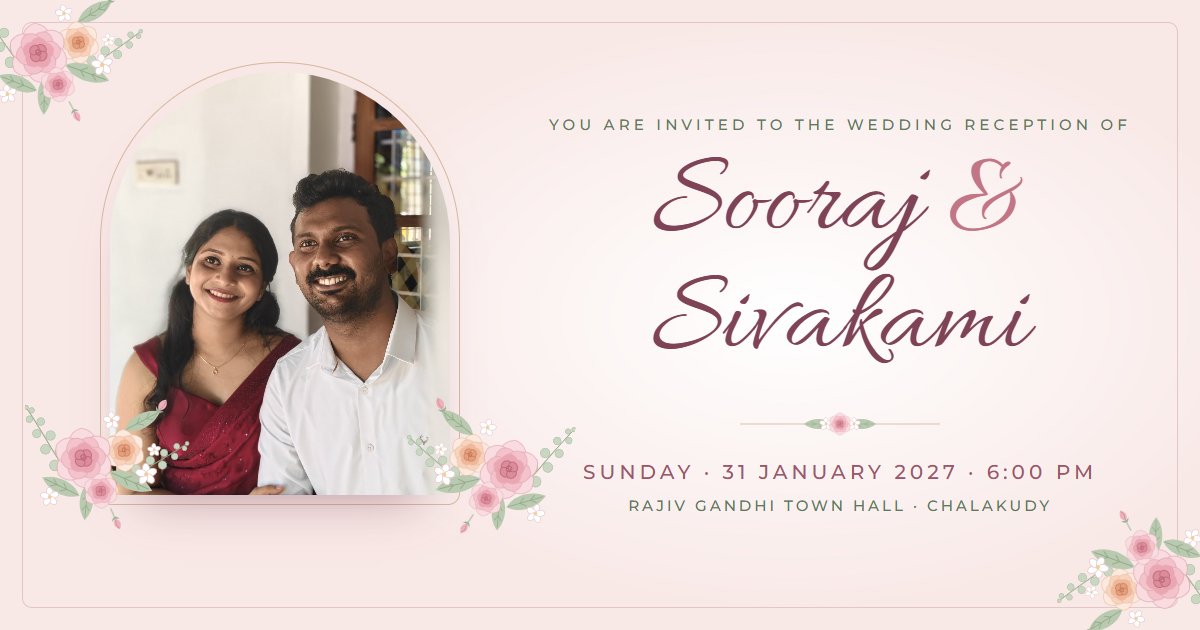 YOU ARE INVITED TO THE WEDDING RECEPTION OF
Sooraj &
Sivakami
SUNDAY · 31 JANUARY 2027 · 6:00 PM
RAJIV GANDHI TOWN HALL · CHALAKUDY